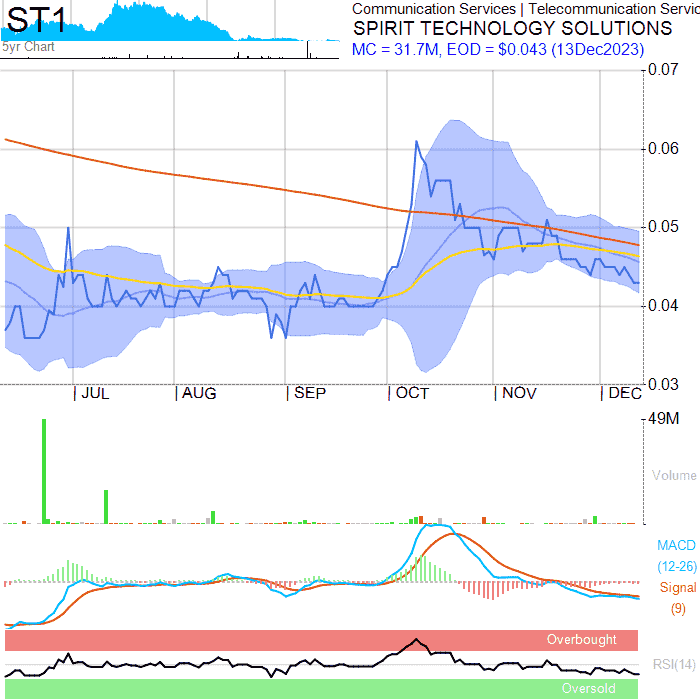 ST1
Communication Services | Telecommunication Servic
SPIRIT TECHNOLOGY SOLUTIONS
MC = 31.7M, EOD = $0.043 (13Dec2023)
5yr Chart
0.07
0.06
0.05
0.04
0.03
JUL AUG SEP OCT NOV DEC
49M
Volume
MACD
(12-26)
Signal
(9)
Overbought
RSI(14)
Oversold